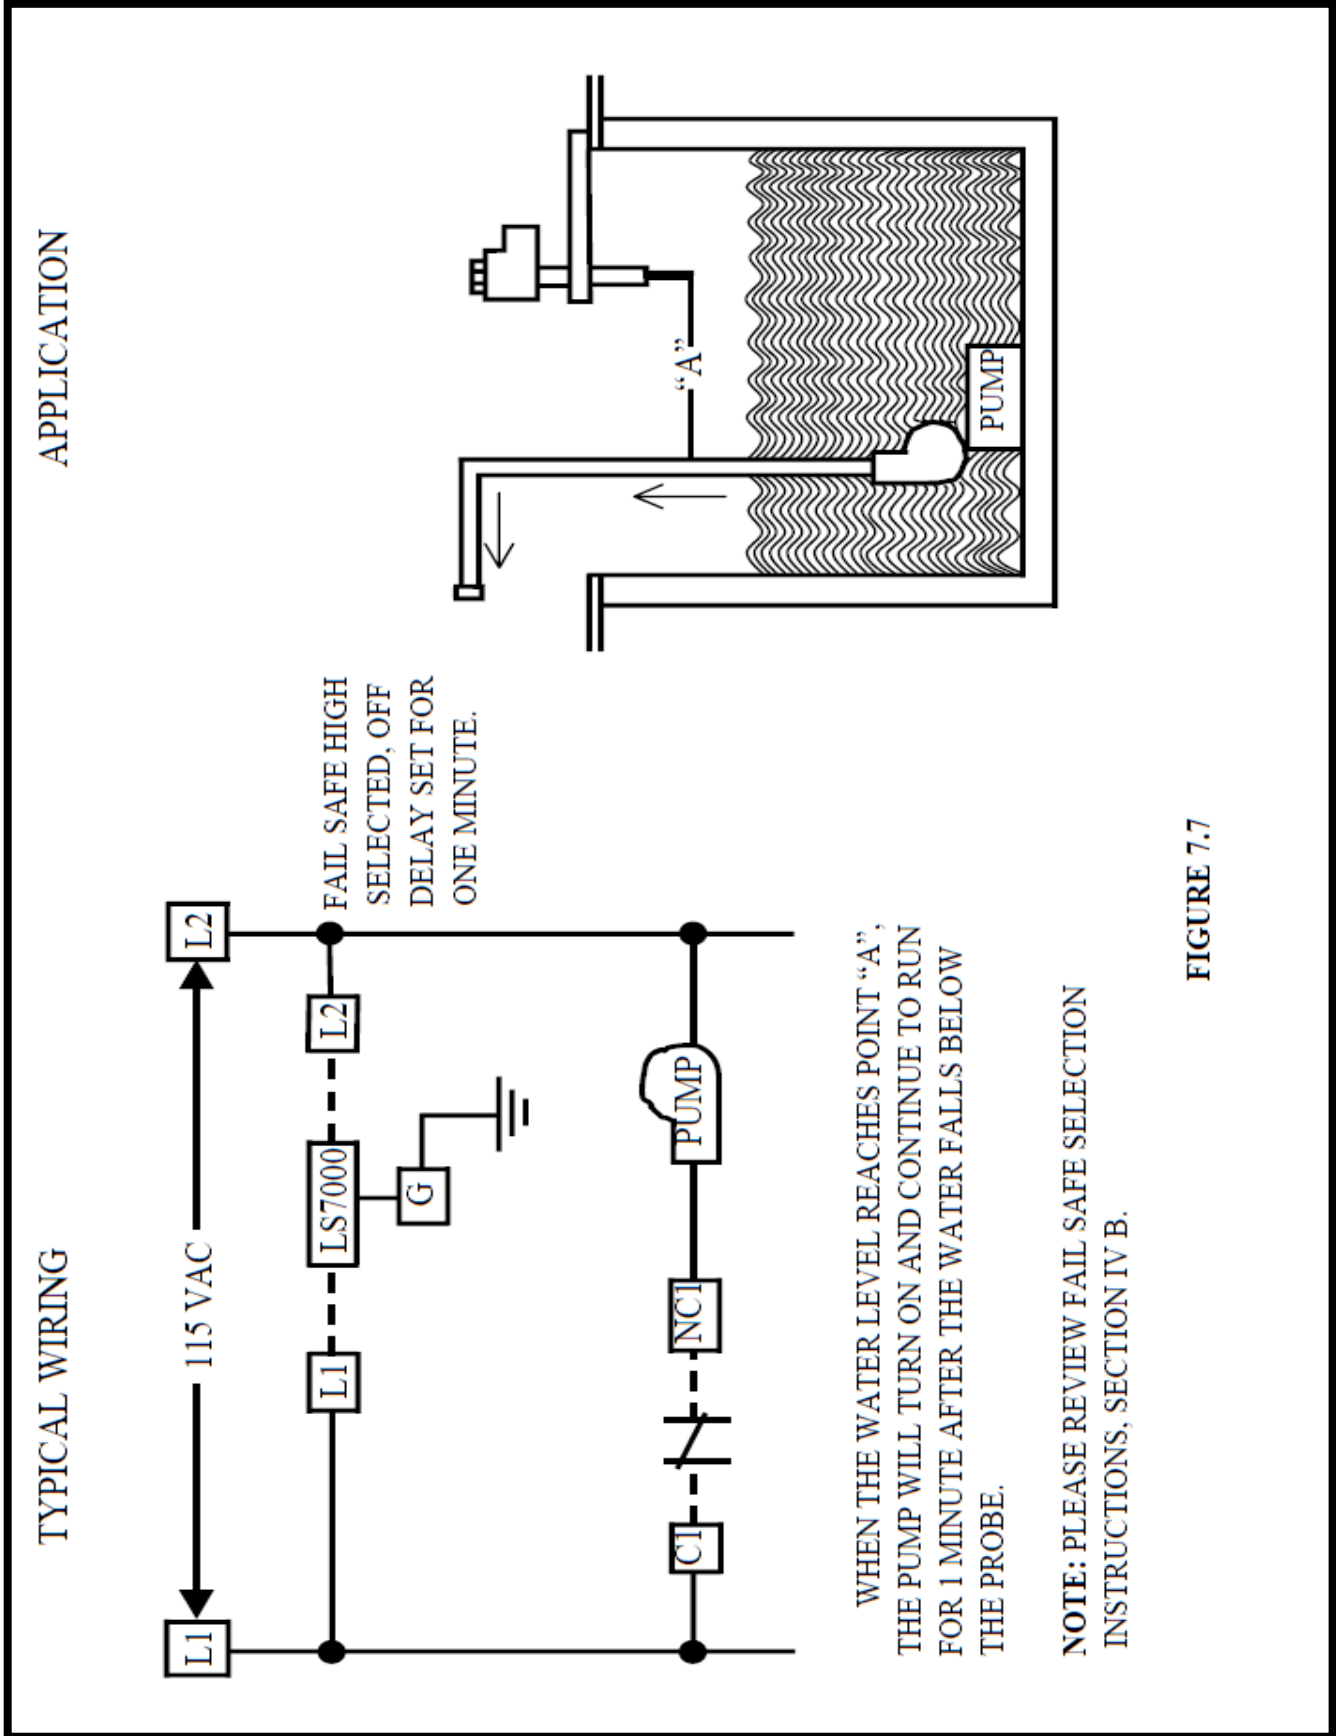 TYPICAL WIRING
APPLICATION
L1
115 VAC
L2
L1
LS7000
L2
G
FAIL SAFE HIGH
SELECTED, OFF
DELAY SET FOR
ONE MINUTE.
C1
NC1
PUMP
“A”
PUMP
WHEN THE WATER LEVEL REACHES POINT “A”,
THE PUMP WILL TURN ON AND CONTINUE TO RUN
FOR 1 MINUTE AFTER THE WATER FALLS BELOW
THE PROBE.
NOTE: PLEASE REVIEW FAIL SAFE SELECTION
INSTRUCTIONS, SECTION IV B.
FIGURE 7.7